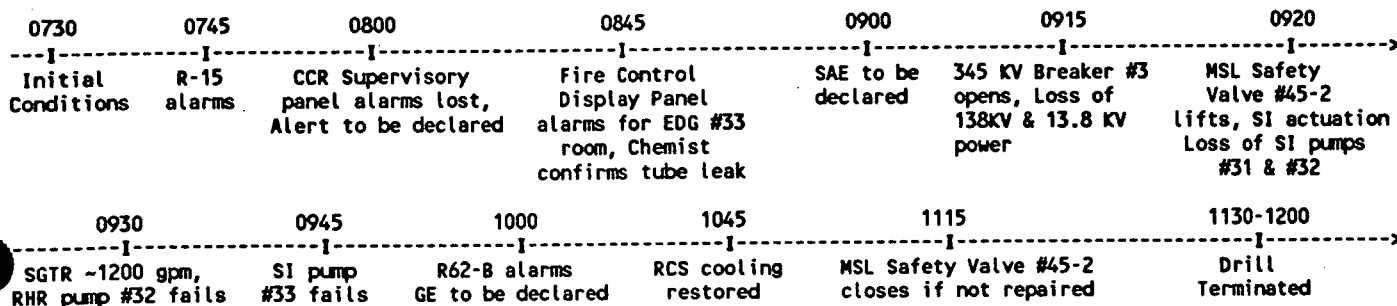 0730 0745 0800 0845 0900 0915 0920
---I---------I----------I---------------I---------------I------------I--------------I------->
Initial R-15 CCR Supervisory Fire Control SAE to be 345 KV Breaker #3 MSL Safety
Conditions alarms panel alarms lost, Display Panel declared opens, Loss of Valve #45-2
Alert to be declared alarms for EDG #33 138KV & 13.8 KV lifts, SI actuation
room, Chemist power Loss of SI pumps
confirms tube leak #31 & #32
0930 0945 1000 1045 1115 1130-1200
---------I-------------I------------I-------------I--------------I-------------------I--------->
SGTR ~1200 gpm, SI pump R62-B alarms RCS cooling MSL Safety Valve #45-2 Drill
RHR pump #32 fails #33 fails GE to be declared restored closes if not repaired Terminated